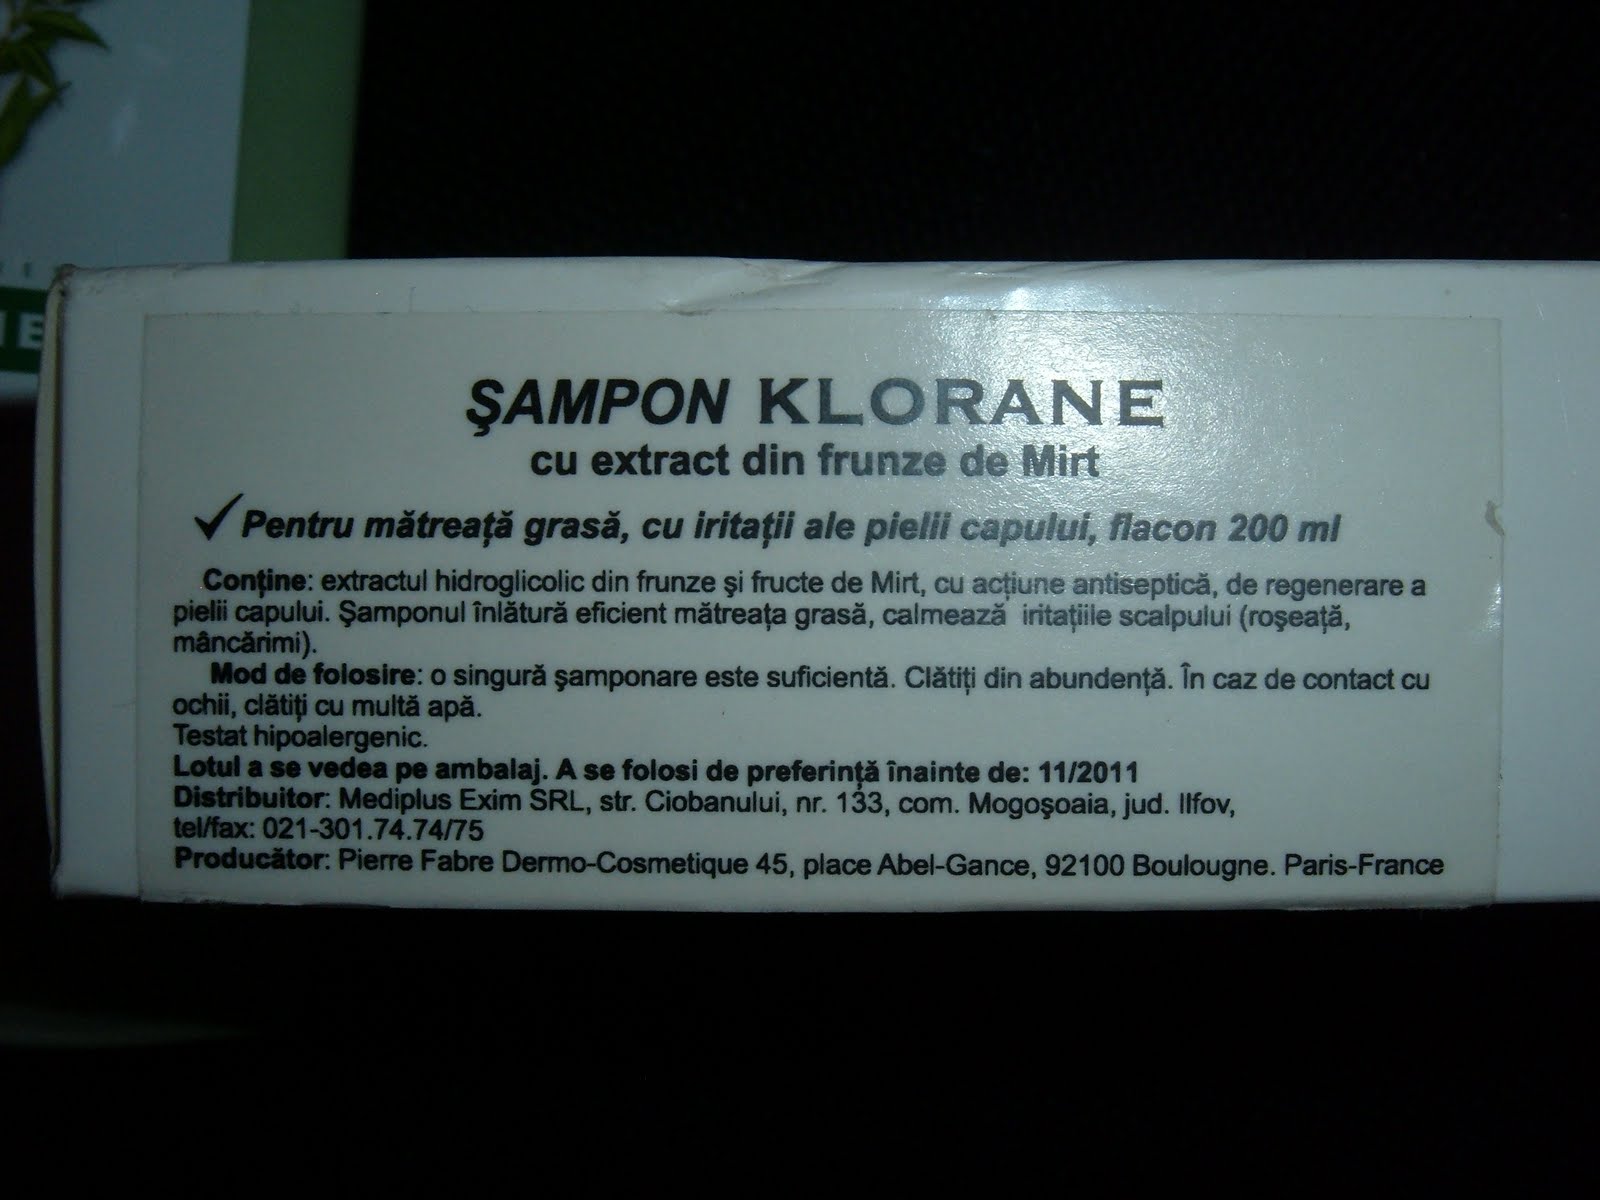 ŞAMPON KLORANE
cu extract din frunze de Mirt
✓Pentru mătreaţă grasă, cu iritaţii ale pielii capului, flacon 200 ml
Conţine: extractul hidroglicolic din frunze şi fructe de Mirt, cu acţiune antiseptică, de regenerare a
pielii capului. Şamponul înlătură eficient mătreaţa grasă, calmează iritaţiile scalpului (roşeaţă,
mâncărimi).
Mod de folosire: o singură şamponare este suficientă. Clătiţi din abundenţă. În caz de contact cu
ochii, clătiţi cu multă apă.
Testat hipoalergenic.
Lotul a se vedea pe ambalaj. A se folosi de preferinţă înainte de: 11/2011
Distribuitor: Mediplus Exim SRL, str. Ciobanului, nr. 133, com. Mogoşoaia, jud. Ilfov,
tel/fax: 021-301.74.74/75
Producător: Pierre Fabre Dermo-Cosmetique 45, place Abel-Gance, 92100 Boulougne. Paris-France